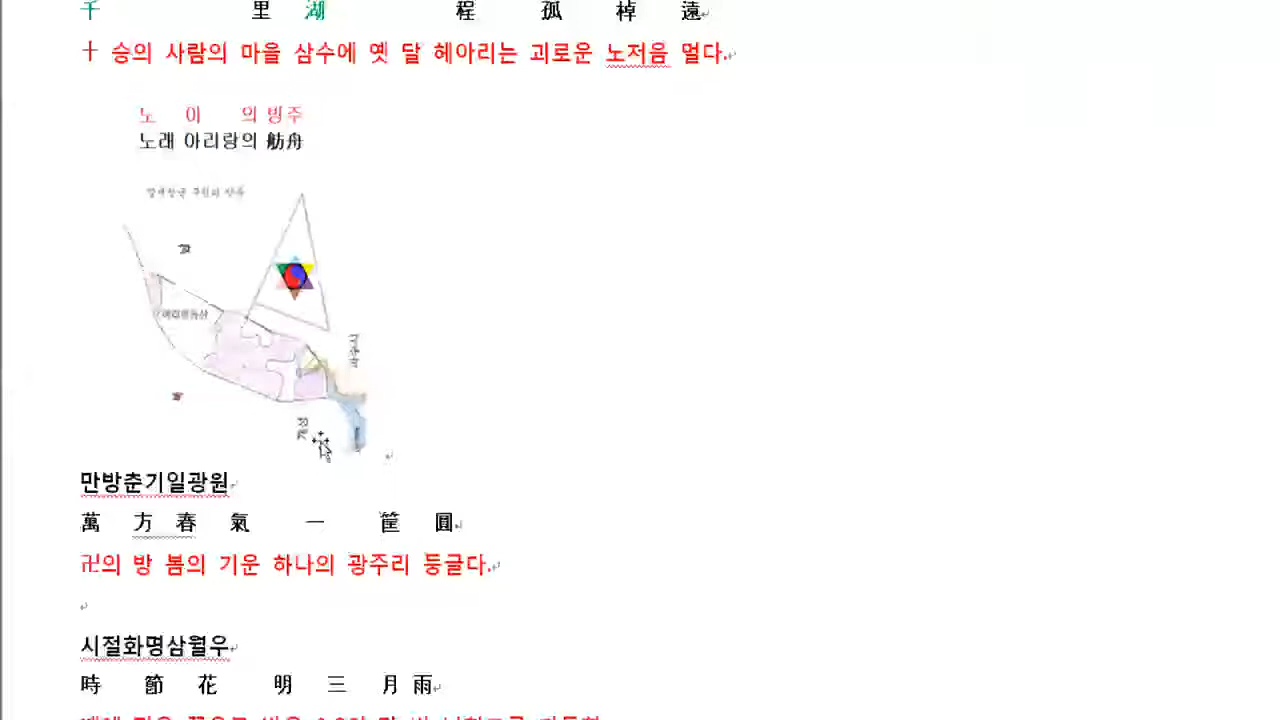 千 里 湖 程 孤 棹 遠
十 승의 사람의 마을 삼수에 옛 달 헤아리는 괴로운 노저음 멀다.
노 아 의 방주
노래 아리랑의 舫舟
만방춘기일광원
萬 方 春 氣 一 筐 圓
卍의 방 봄의 기운 하나의 광주리 둥글다.
시절화명삼월우
時 節 花 明 三 月 雨